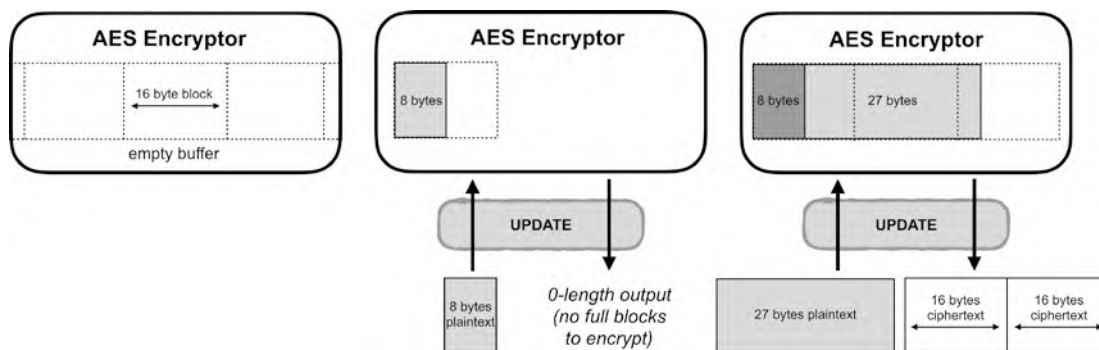 AES Encryptor
16 byte block
empty buffer
AES Encryptor
8 bytes
UPDATE
8 bytes
plaintext
0-length output
(no full blocks
to encrypt)
AES Encryptor
8 bytes
27 bytes
UPDATE
27 bytes plaintext
16 bytes
ciphertext
16 bytes
ciphertext